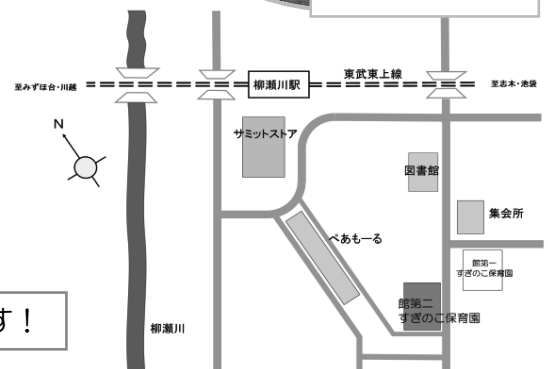 至みずほ台・川越
柳瀬川駅
東武東上線
至志木・池袋
N
サミットストア
図書館
集会所
ぺあもーる
館第一
すぎのこ保育園
館第二
すぎのこ保育園
す!
柳瀬川